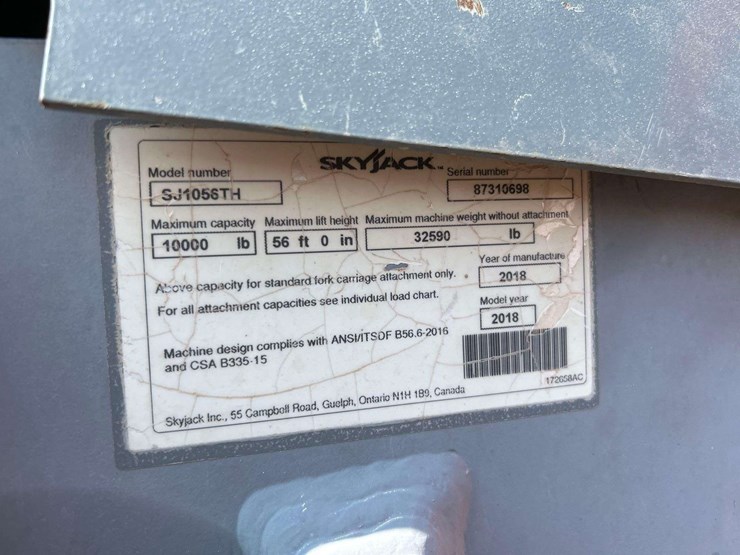 SKYJACK
Model number
SJ1056TH
Serial number
87310698
Maximum capacity
10000 lb
Maximum lift height
56 ft 0 in
Maximum machine weight without attachment
32590 lb
Above capacity for standard fork carriage attachment only.
For all attachment capacities see individual load chart.
Year of manufacture
2018
Model year
2018
Machine design complies with ANSI/ITSDF B56.6-2016
and CSA B335-15
172658AC
Skyjack Inc., 55 Campbell Road, Guelph, Ontario N1H 1B9, Canada